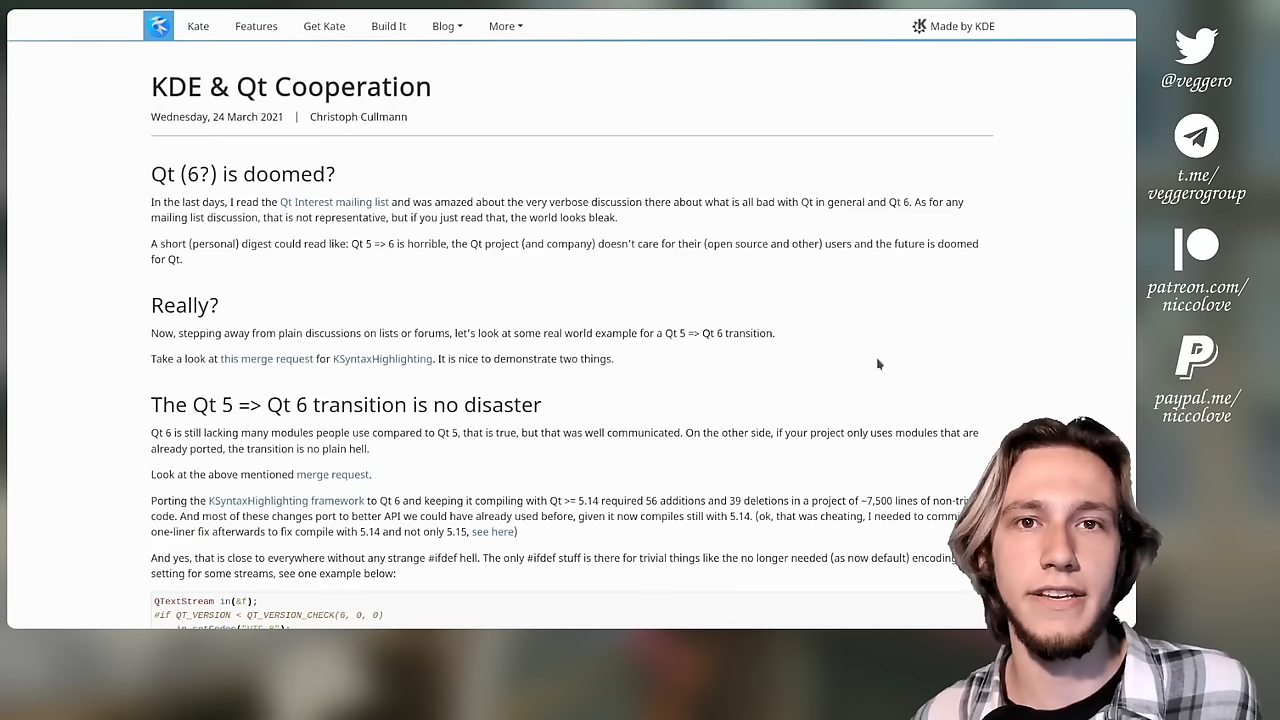 Kate Features Get Kate Build It Blog More Made by KDE
KDE & Qt Cooperation
Wednesday, 24 March 2021 | Christoph Cullmann
Qt (6?) is doomed?
In the last days, I read the Qt Interest mailing list and was amazed about the very verbose discussion there about what is all bad with Qt in general and Qt 6. As for any
mailing list discussion, that is not representative, but if you just read that, the world looks bleak.
A short (personal) digest could read like: Qt 5 => 6 is horrible, the Qt project (and company) doesn't care for their (open source and other) users and the future is doomed
for Qt.
Really?
Now, stepping away from plain discussions on lists or forums, let's look at some real world example for a Qt 5 => Qt 6 transition.
Take a look at this merge request for KSyntaxHighlighting. It is nice to demonstrate two things.
The Qt 5 => Qt 6 transition is no disaster
Qt 6 is still lacking many modules people use compared to Qt 5, that is true, but that was well communicated. On the other side, if your project only uses modules that are
already ported, the transition is no plain hell.
Look at the above mentioned merge request.
Porting the KSyntaxHighlighting framework to Qt 6 and keeping it compiling with Qt >= 5.14 required 56 additions and 39 deletions in a project of ~7,500 lines of
code. And most of these changes port to better API we could have already used before, given it now compiles still with 5.14. (ok, that was cheating, I needed to
one-liner fix afterwards to fix compile with 5.14 and not only 5.15, see here)
And yes, that is close to everywhere without any strange #ifdef hell. The only #ifdef stuff is there for trivial things like the no longer needed (as now default) encoding
setting for some streams, see one example below:
QTextStream in(&f);
#if QT_VERSION < QT_VERSION_CHECK(6, 0, 0)
@veggero
t.me/
veggerogroup
patreon.com/
niccolove
paypal.me/
niccolove